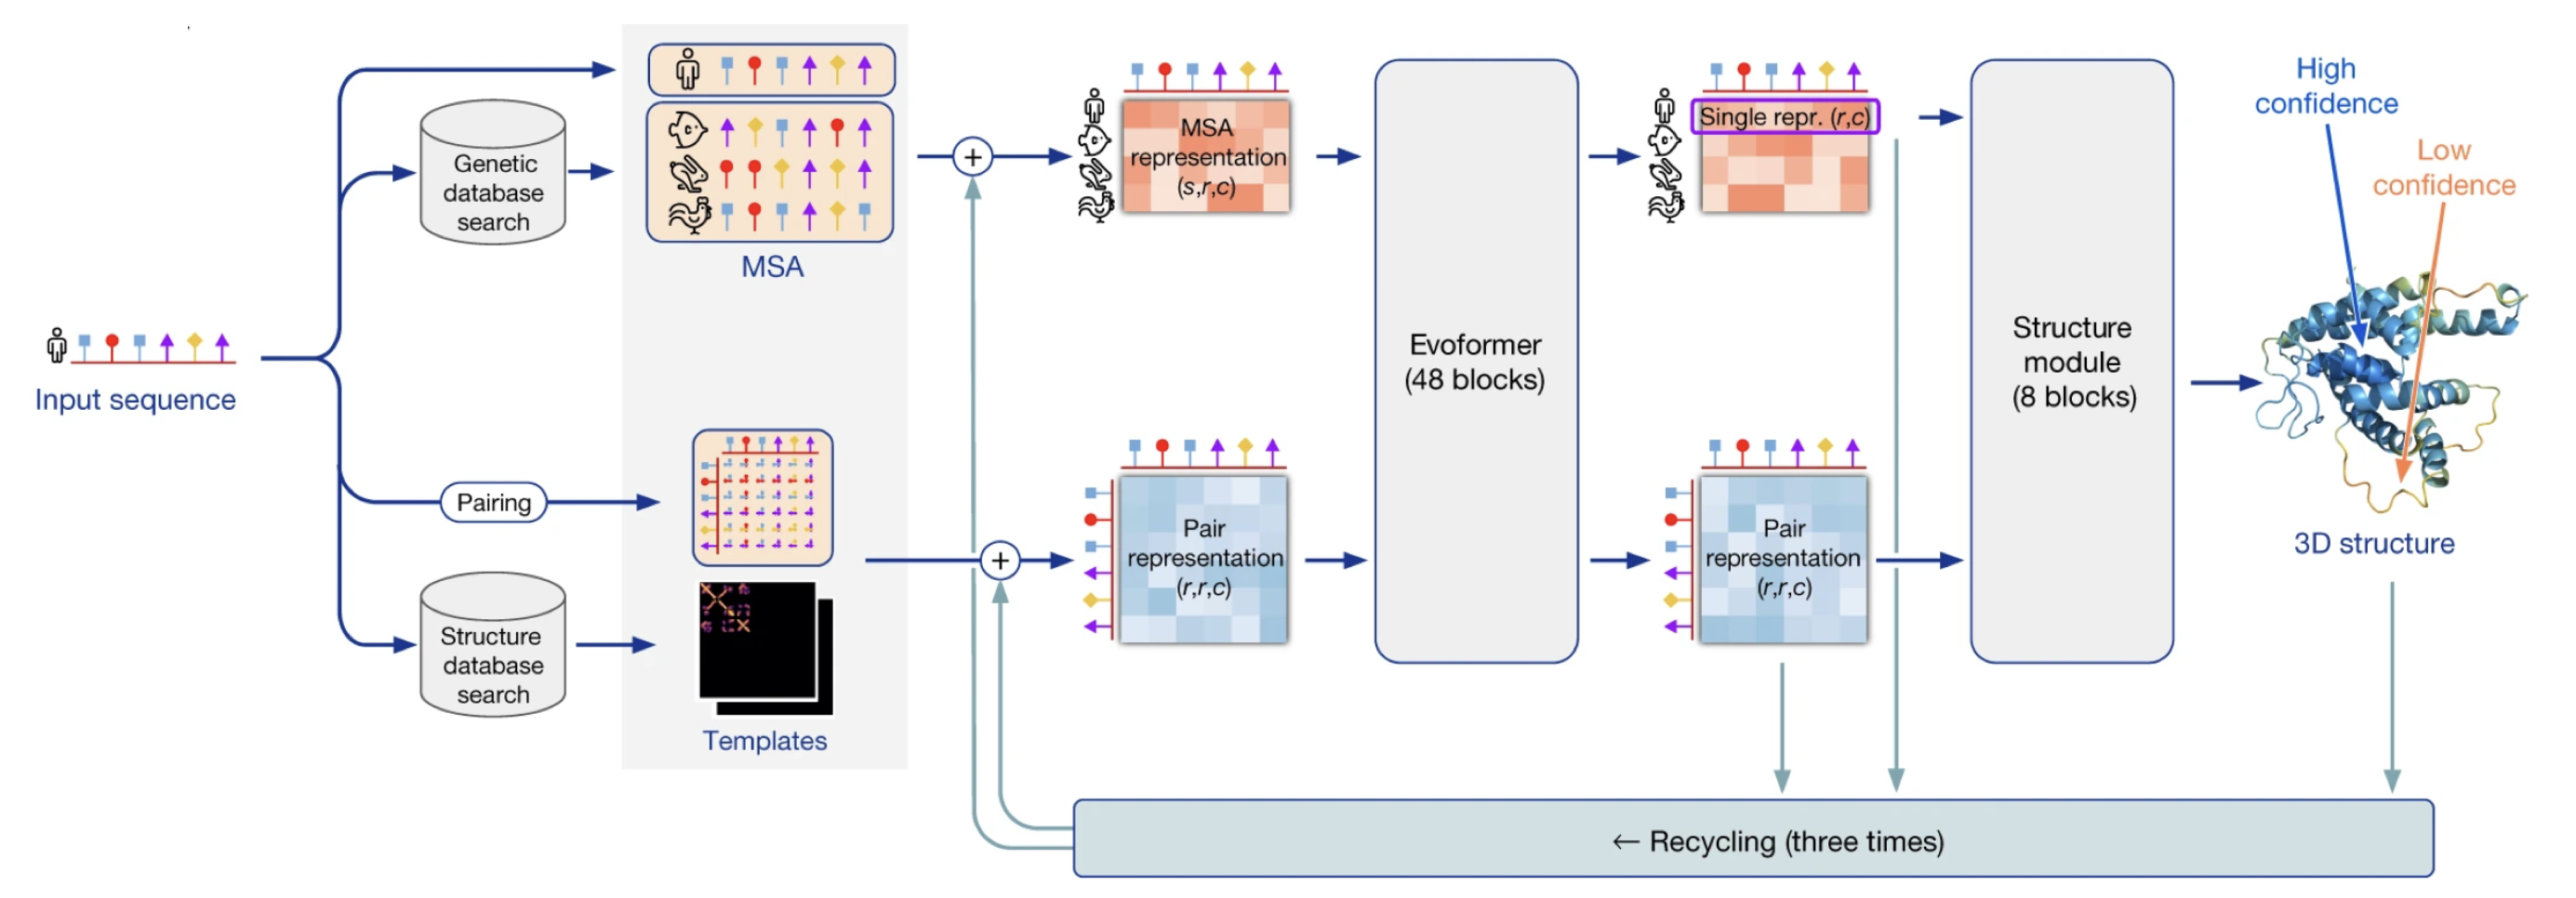 Input sequence
Genetic
database
search
Pairing
Structure
database
search
MSA
Templates
+
+
MSA
representation
(s,r,c)
Pair
representation
(r,r,c)
Evoformer
(48 blocks)
Single repr. (r,c)
Pair
representation
(r,r,c)
Structure
module
(8 blocks)
High
confidence
Low
confidence
3D structure
← Recycling (three times)